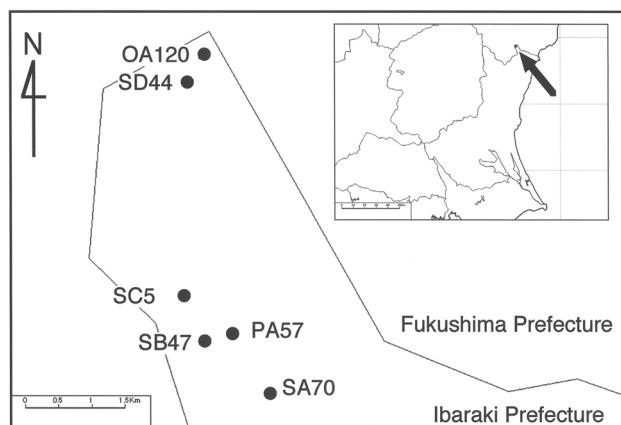 N
OA120
SD44
SC5
SB47
PA57
SA70
Fukushima Prefecture
Ibaraki Prefecture
0 0.5 1 1.5Km